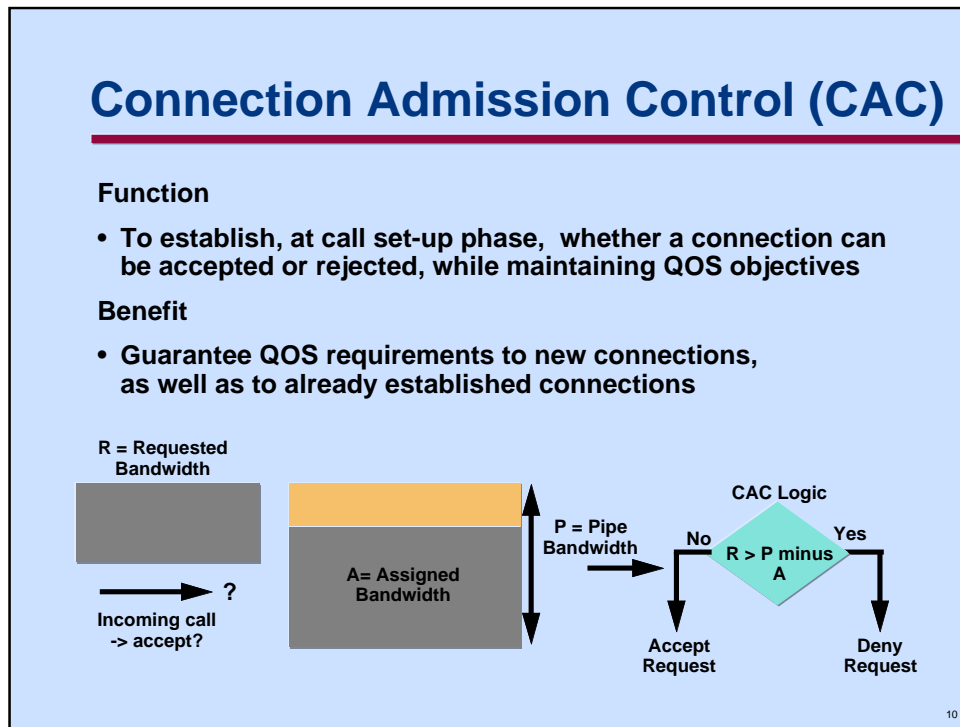 Connection Admission Control (CAC)
Function
• To establish, at call set-up phase,  whether a connection can
be accepted or rejected, while maintaining QOS objectives
Benefit
• Guarantee QOS requirements to new connections,
as well as to already established connections
R = Requested
Bandwidth
?
Incoming call
-> accept?
A= Assigned
Bandwidth
P = Pipe
Bandwidth
CAC Logic
No
Yes
R > P minus
A
Accept
Request
Deny
Request
10